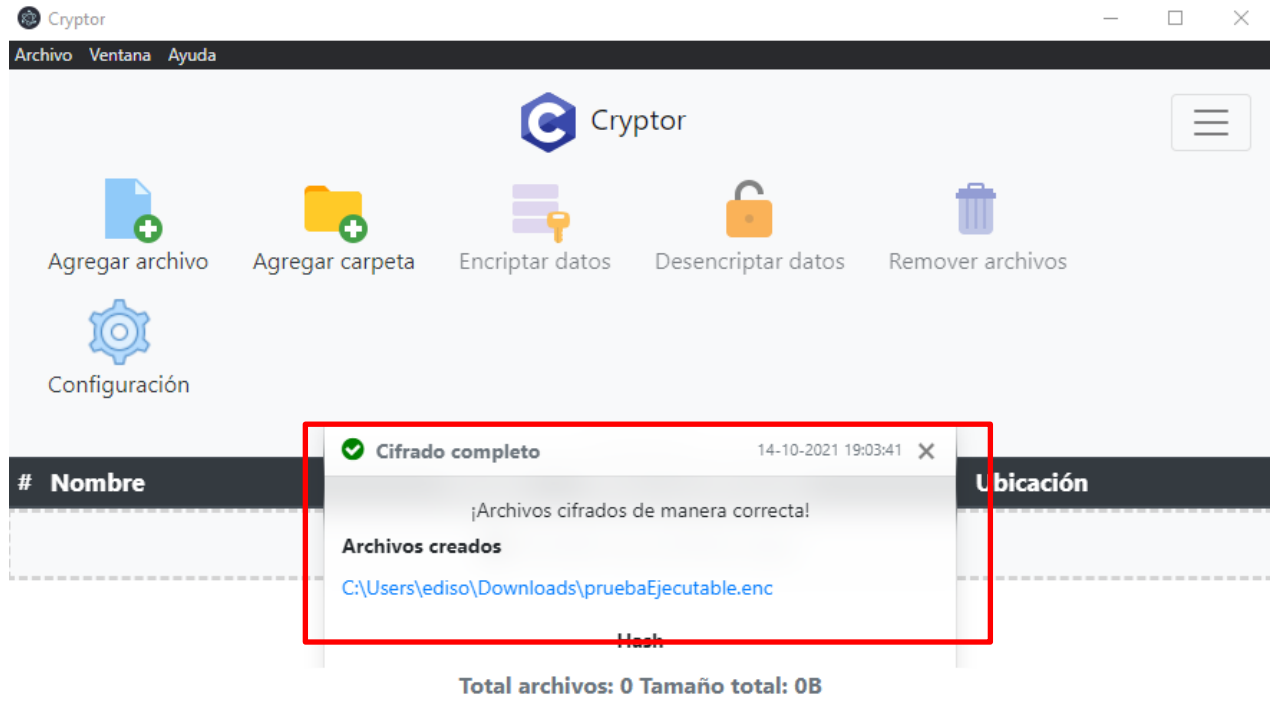 Cryptor
Archivo Ventana Ayuda
Cryptor
Agregar archivo Agregar carpeta Encriptar datos Desencriptar datos Remover archivos
Configuración
Cifrado completo 14-10-2021 19:03:41
# Nombre Ubicación
¡Archivos cifrados de manera correcta!
Archivos creados
C:\Users\ediso\Downloads\pruebaEjecutable.enc
Hash
Total archivos: 0 Tamaño total: 0B